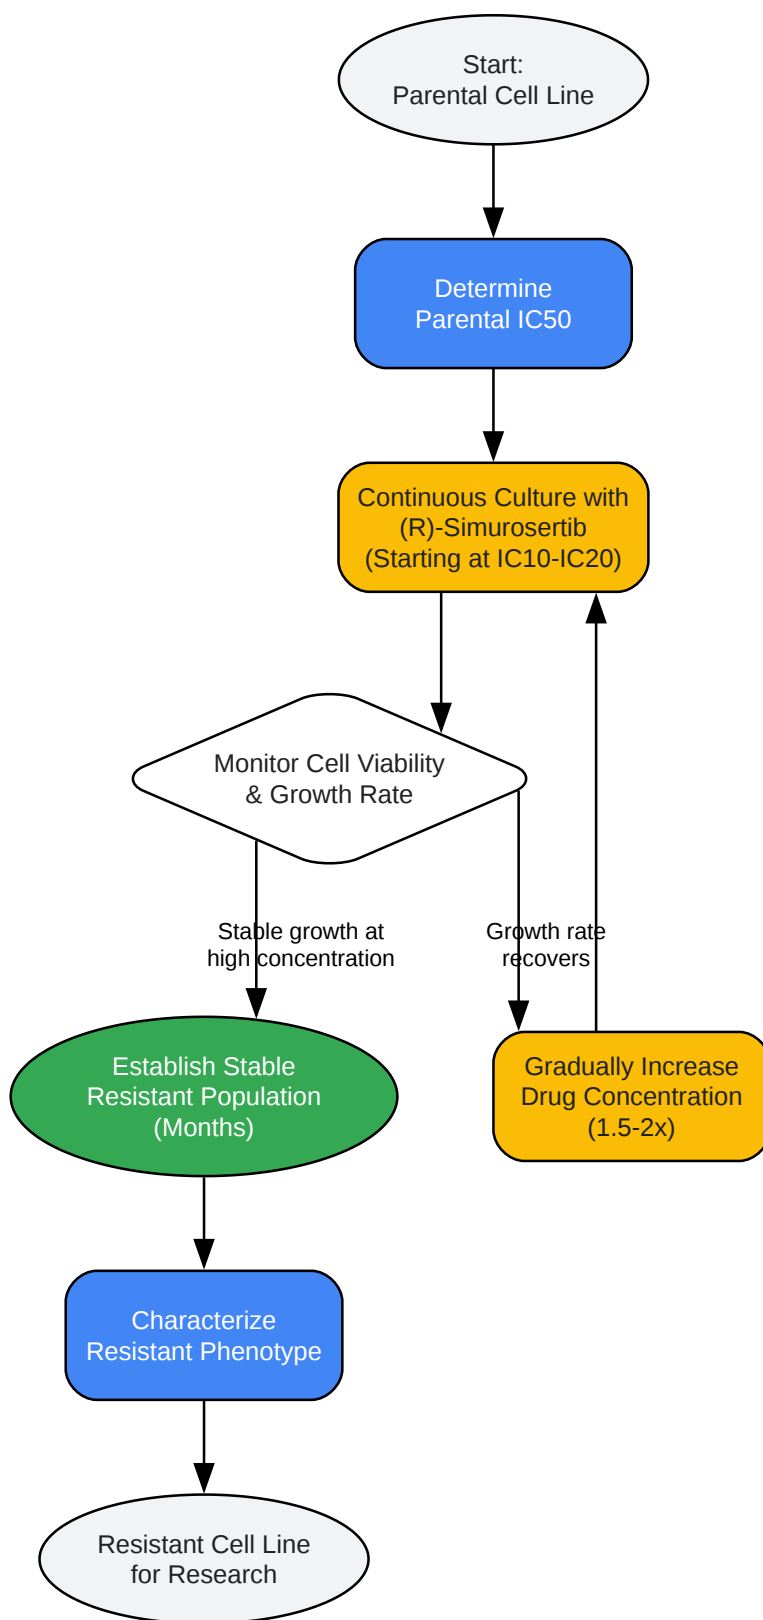 Start:
Parental Cell Line
Determine
Parental IC50
Continuous Culture with
(R)-Simurosertib
(Starting at IC10-IC20)
Monitor Cell Viability
& Growth Rate
Stable growth at
high concentration
Growth rate
recovers
Establish Stable
Resistant Population
(Months)
Gradually Increase
Drug Concentration
(1.5-2x)
Characterize
Resistant Phenotype
Resistant Cell Line
for Research